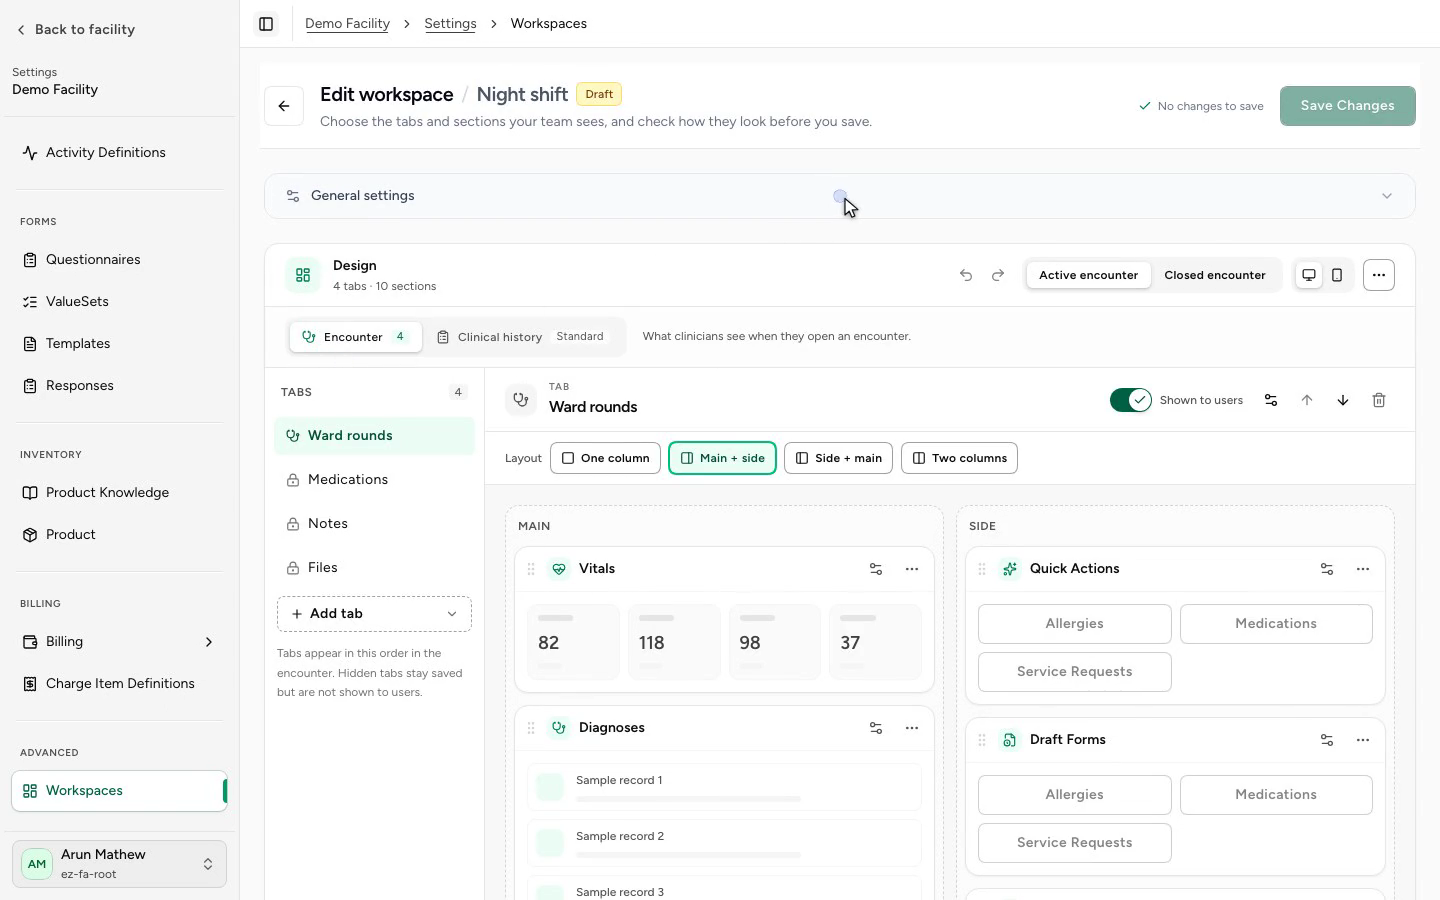 Back to facility
Settings
Demo Facility
Activity Definitions
FORMS
Questionnaires
ValueSets
Templates
Responses
INVENTORY
Product Knowledge
Product
BILLING
Billing
Charge Item Definitions
ADVANCED
Workspaces
AM
Arun Mathew
ez-fa-root
Demo Facility > Settings > Workspaces
Edit workspace / Night shift Draft
Choose the tabs and sections your team sees, and check how they look before you save.
No changes to save
Save Changes
General settings
Design
4 tabs · 10 sections
Active encounter
Closed encounter
Encounter 4
Clinical history Standard
What clinicians see when they open an encounter.
TABS 4
Ward rounds
Medications
Notes
Files
+ Add tab
Tabs appear in this order in the
encounter. Hidden tabs stay saved
but are not shown to users.
TAB
Ward rounds
Shown to users
Layout
One column
Main + side
Side + main
Two columns
MAIN
Vitals
82
118
98
37
Diagnoses
Sample record 1
Sample record 2
Sample record 3
SIDE
Quick Actions
Allergies
Medications
Service Requests
Draft Forms
Allergies
Medications
Service Requests